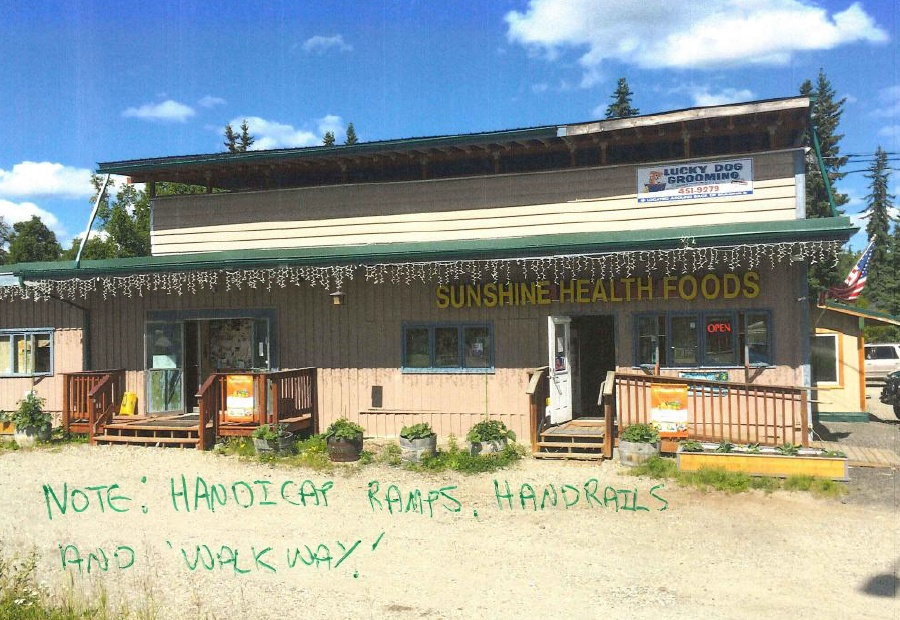 LUCKY DOG
GROOMING
451-9279
SUNSHINE HEALTH FOODS
OPEN
NOTE: HANDICAP RAMPS, HANDRAILS
AND 'WALKWAY!'